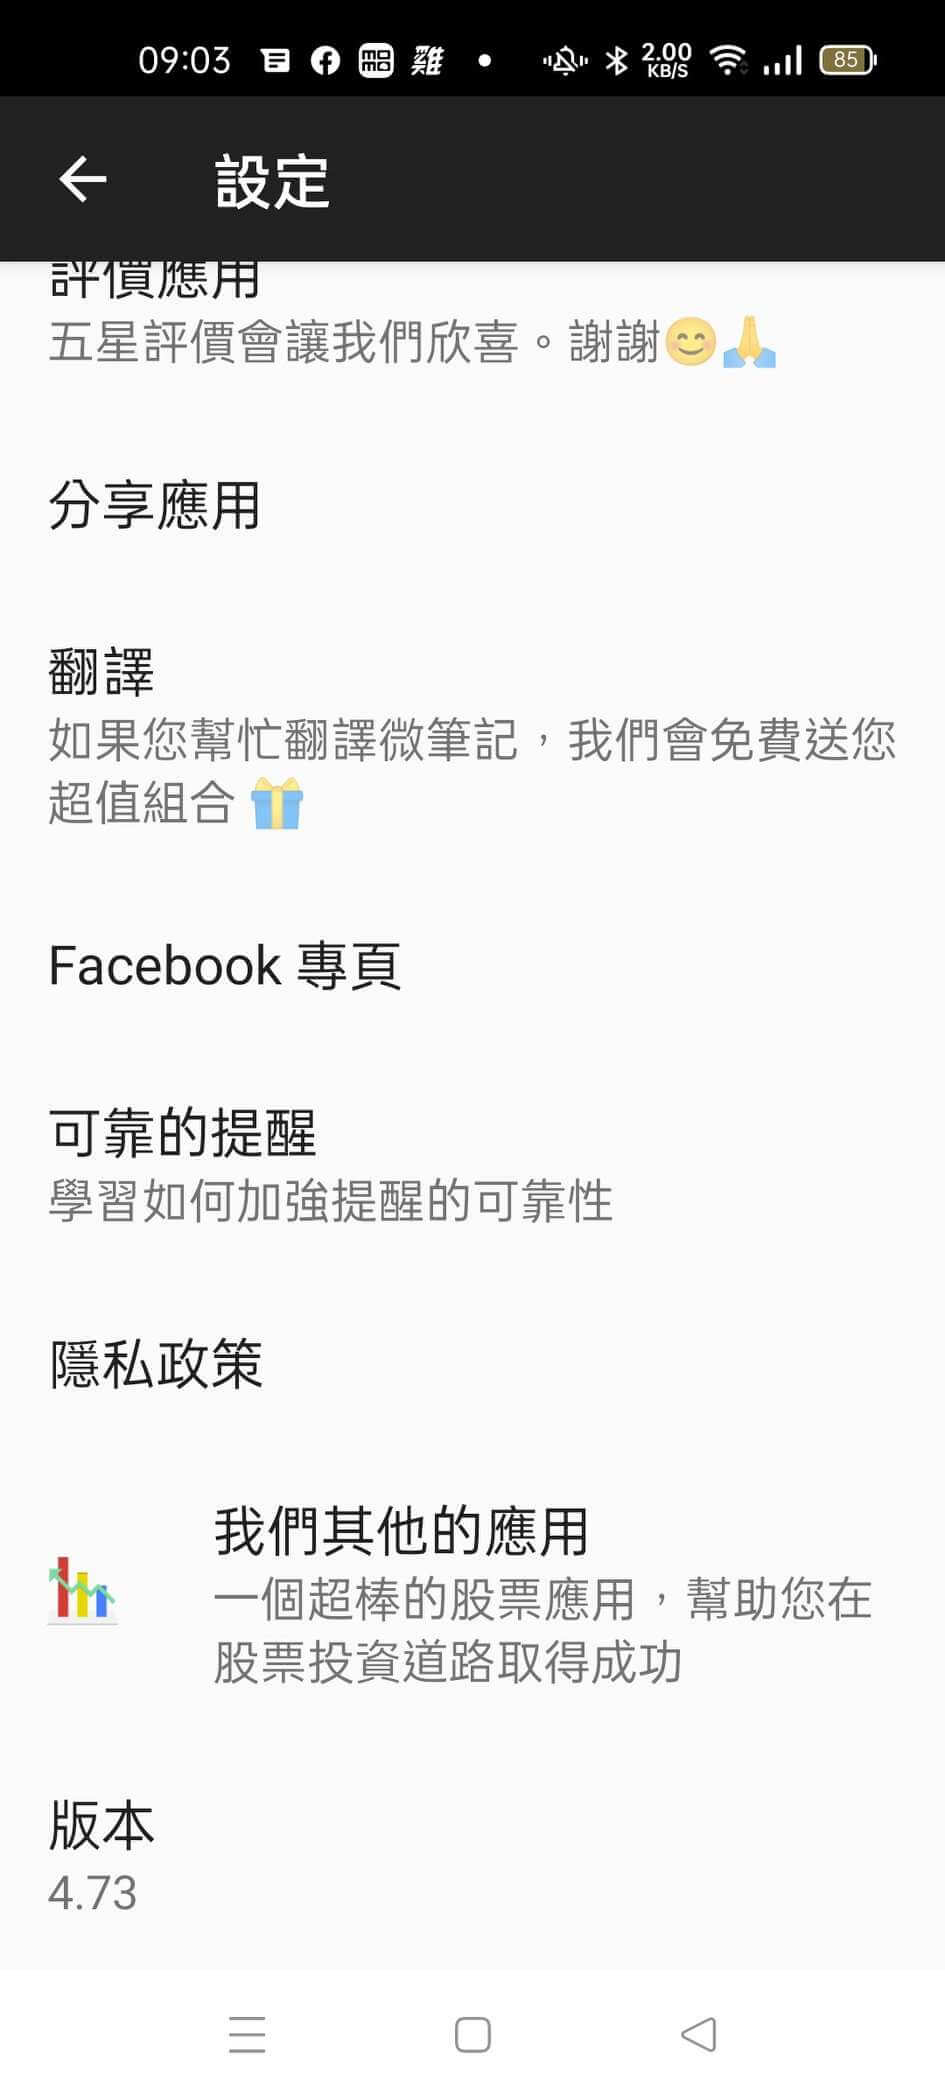 09:03
2.00
KB/S
85
設定
評價應用
五星評價會讓我們欣喜。謝謝😊🙏
分享應用
翻譯
如果您幫忙翻譯微筆記，我們會免費送您
超值組合 🎁
Facebook 專頁
可靠的提醒
學習如何加強提醒的可靠性
隱私政策
我們其他的應用
一個超棒的股票應用，幫助您在
股票投資道路取得成功
版本
4.73